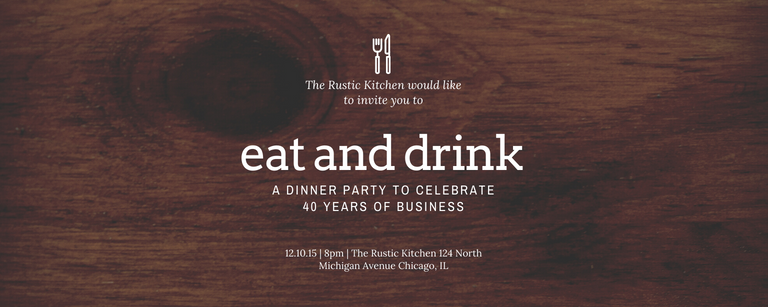 The Rustic Kitchen would like
to invite you to
eat and drink
A DINNER PARTY TO CELEBRATE
40 YEARS OF BUSINESS
12.10.15 | 8pm | The Rustic Kitchen 124 North
Michigan Avenue Chicago, IL